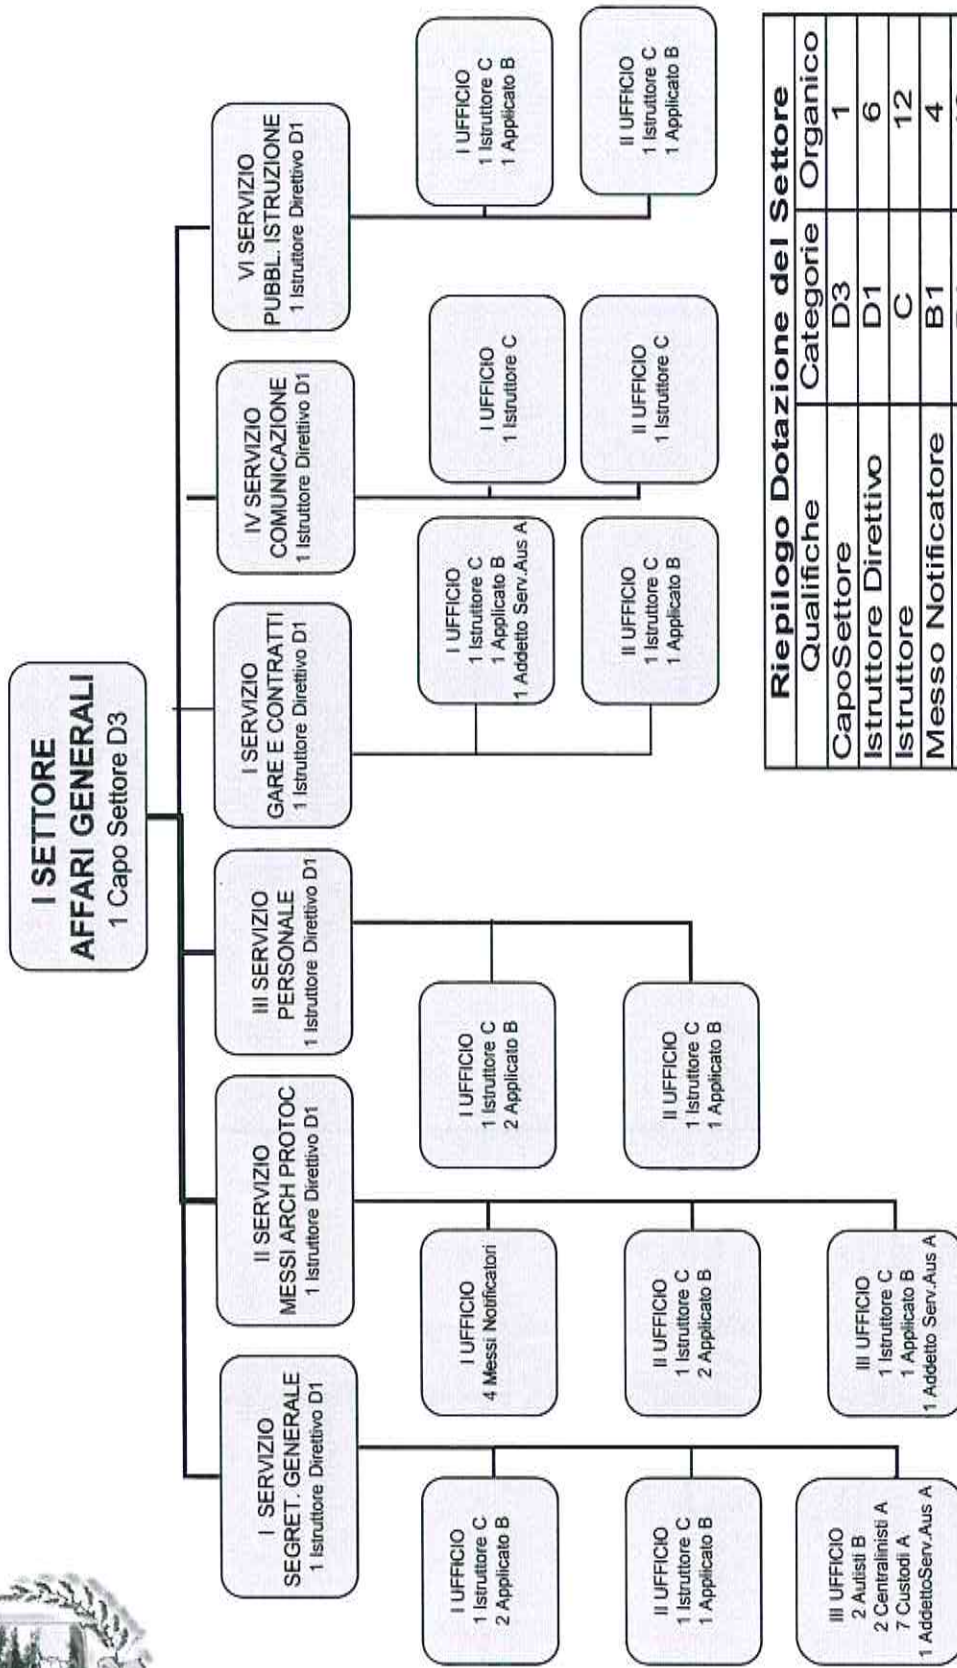 I SETTORE
AFFARI GENERALI
1 Capo Settore D3
I SERVIZIO
SEGRET. GENERALE
1 Istruttore Direttivo D1
I UFFICIO
1 Istruttore C
2 Applicato B
II UFFICIO
1 Istruttore C
1 Applicato B
III UFFICIO
2 Autisti B
2 Centralinisti A
7 Custodi A
1 AddettoServ.Aus A
II SERVIZIO
MESSI ARCH PROTOC
1 Istruttore Direttivo D1
I UFFICIO
4 Messi Notificatori
II UFFICIO
1 Istruttore C
2 Applicato B
III UFFICIO
1 Istruttore C
1 Applicato B
1 Addetto Serv.Aus A
III SERVIZIO
PERSONALE
1 Istruttore Direttivo D1
I UFFICIO
1 Istruttore C
2 Applicato B
II UFFICIO
1 Istruttore C
1 Applicato B
I SERVIZIO
GARE E CONTRATTI
1 Istruttore Direttivo D1
I UFFICIO
1 Istruttore C
1 Applicato B
1 Addetto Serv.Aus A
II UFFICIO
1 Istruttore C
1 Applicato B
IV SERVIZIO
COMUNICAZIONE
1 Istruttore Direttivo D1
I UFFICIO
1 Istruttore C
II UFFICIO
1 Istruttore C
VI SERVIZIO
PUBBL. ISTRUZIONE
1 Istruttore Direttivo D1
I UFFICIO
1 Istruttore C
1 Applicato B
II UFFICIO
1 Istruttore C
1 Applicato B
Riepilogo Dotazione del Settore
Qualifiche Categorie Organico
CapoSettore D3 1
Istruttore Direttivo D1 6
Istruttore C 12
Messo Notificatore B1 4